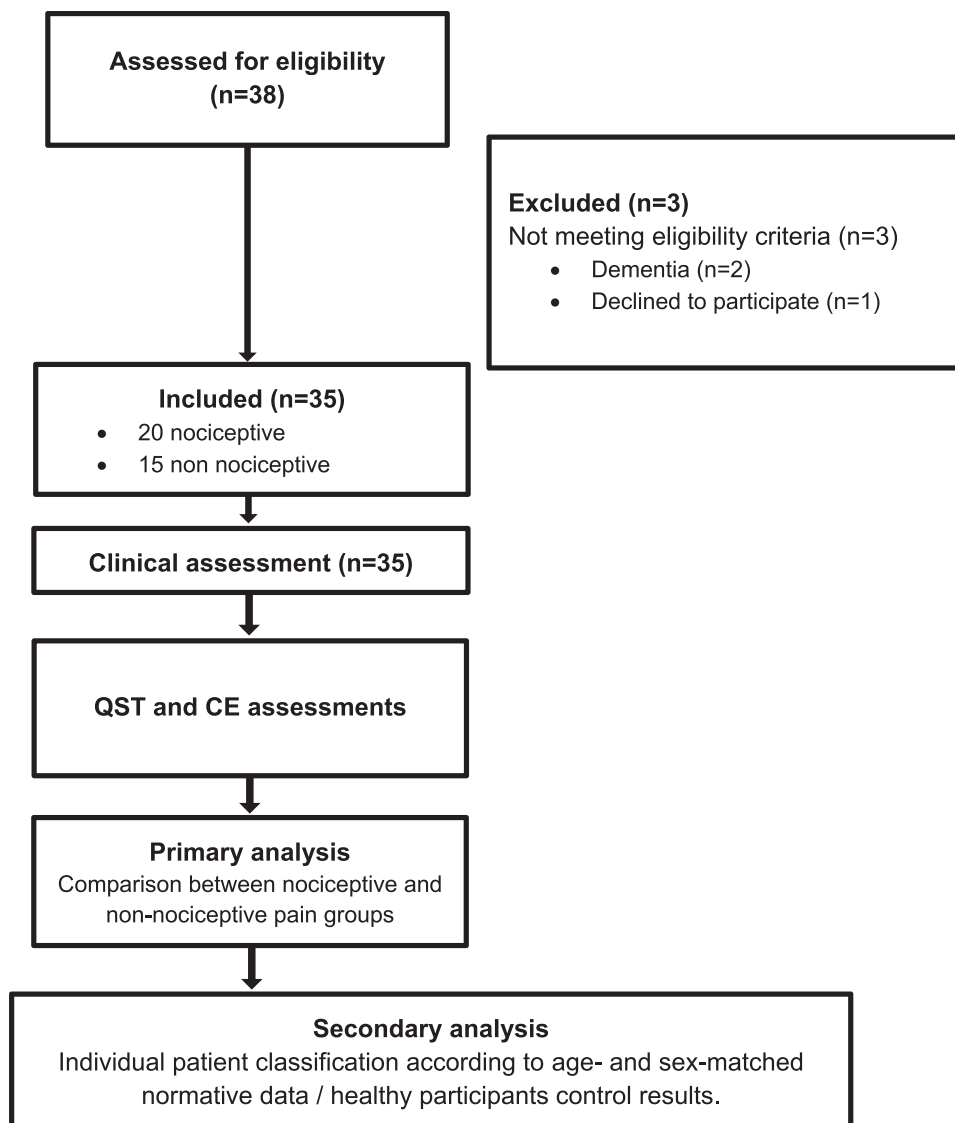 Assessed for eligibility
(n=38)
Excluded (n=3)
Not meeting eligibility criteria (n=3)
• Dementia (n=2)
• Declined to participate (n=1)
Included (n=35)
• 20 nociceptive
• 15 non nociceptive
Clinical assessment (n=35)
QST and CE assessments
Primary analysis
Comparison between nociceptive and
non-nociceptive pain groups
Secondary analysis
Individual patient classification according to age- and sex-matched
normative data / healthy participants control results.